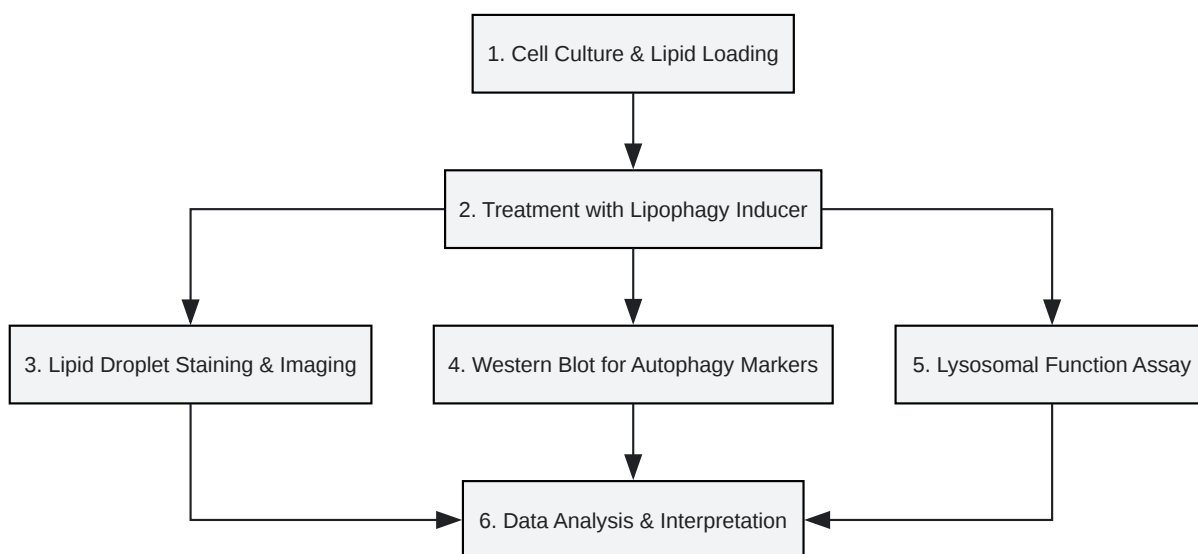 1. Cell Culture & Lipid Loading
2. Treatment with Lipophagy Inducer
3. Lipid Droplet Staining & Imaging
4. Western Blot for Autophagy Markers
5. Lysosomal Function Assay
6. Data Analysis & Interpretation